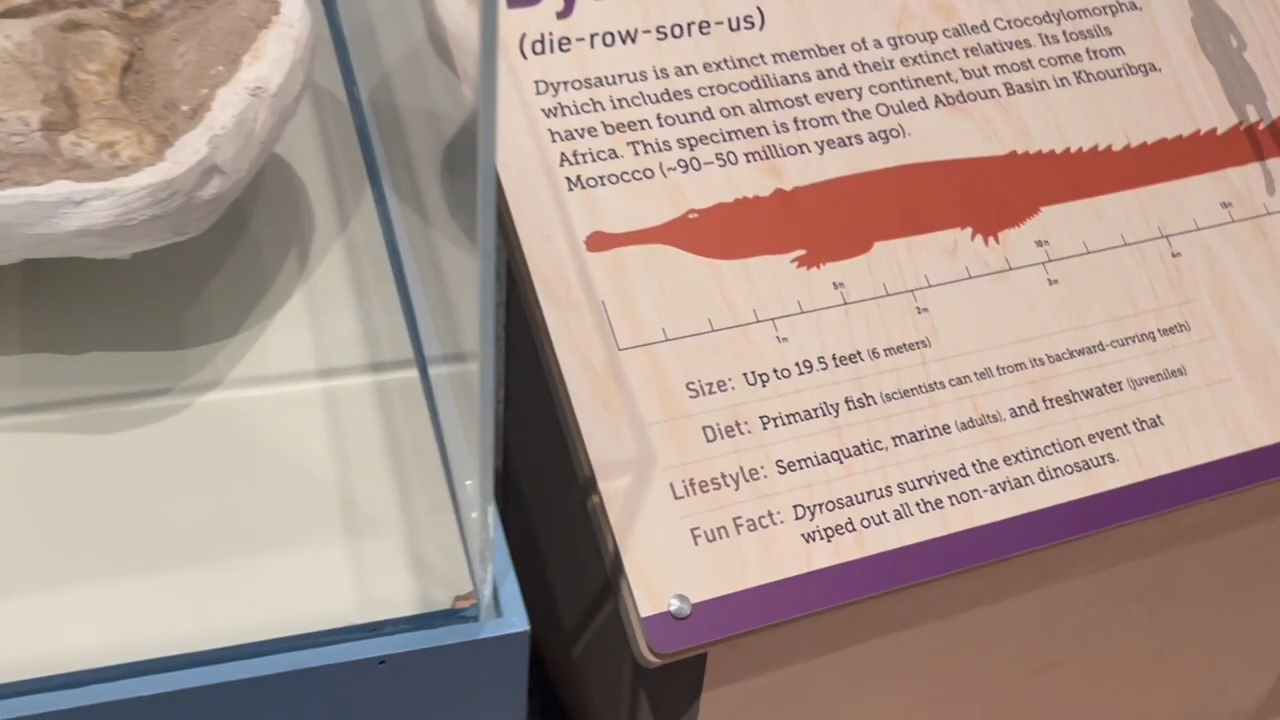 (die-row-sore-us)
Dyrosaurus is an extinct member of a group called Crocodylomorpha,
which includes crocodilians and their extinct relatives. Its fossils
have been found on almost every continent, but most come from
Africa. This specimen is from the Ouled Abdoun Basin in Khouribga,
Morocco (~90–50 million years ago).
5ft 10ft
1m 2m 3m 4m
Size: Up to 19.5 feet (6 meters)
Diet: Primarily fish (scientists can tell from its backward-curving teeth)
Lifestyle: Semiaquatic, marine (adults), and freshwater (juveniles)
Fun Fact: Dyrosaurus survived the extinction event that
wiped out all the non-avian dinosaurs.